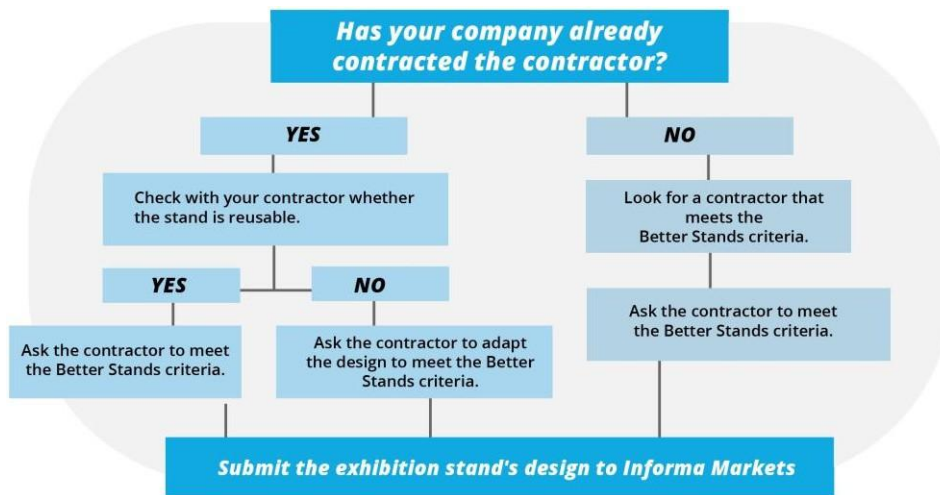 Has your company already
contracted the contractor?
YES
NO
Check with your contractor whether
the stand is reusable.
Look for a contractor that
meets the
Better Stands criteria.
YES
NO
Ask the contractor to meet
the Better Stands criteria.
Ask the contractor to adapt
the design to meet the Better
Stands criteria.
Ask the contractor to meet
the Better Stands criteria.
Submit the exhibition stand's design to Informa Markets